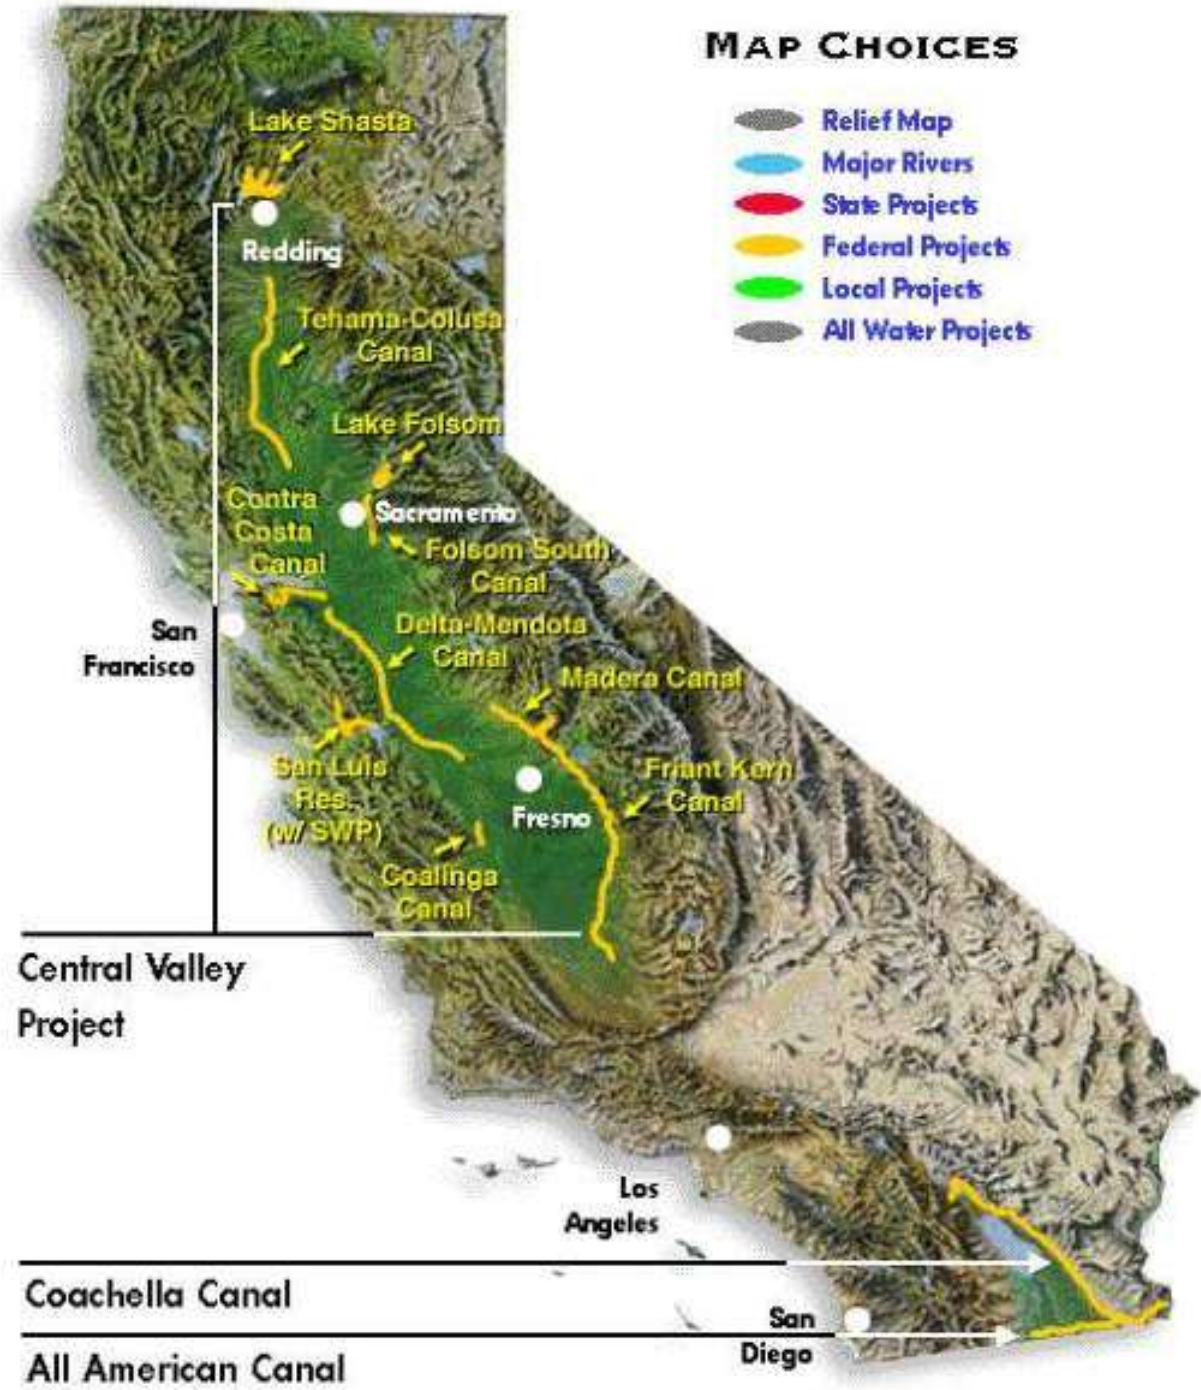 MAP CHOICES
Relief Map
Major Rivers
State Projects
Federal Projects
Local Projects
All Water Projects
Lake Shasta
Redding
Tehama-Colusa
Canal
Lake Folsom
Contra
Costa
Canal
Sacramento
Folsom South
Canal
San
Francisco
Delta-Mendota
Canal
Madera Canal
San Luis
Res.
(w/ SWP)
Friant Kern
Canal
Fresno
Coalinga
Canal
Central Valley
Project
Los
Angeles
Coachella Canal
San
Diego
All American Canal